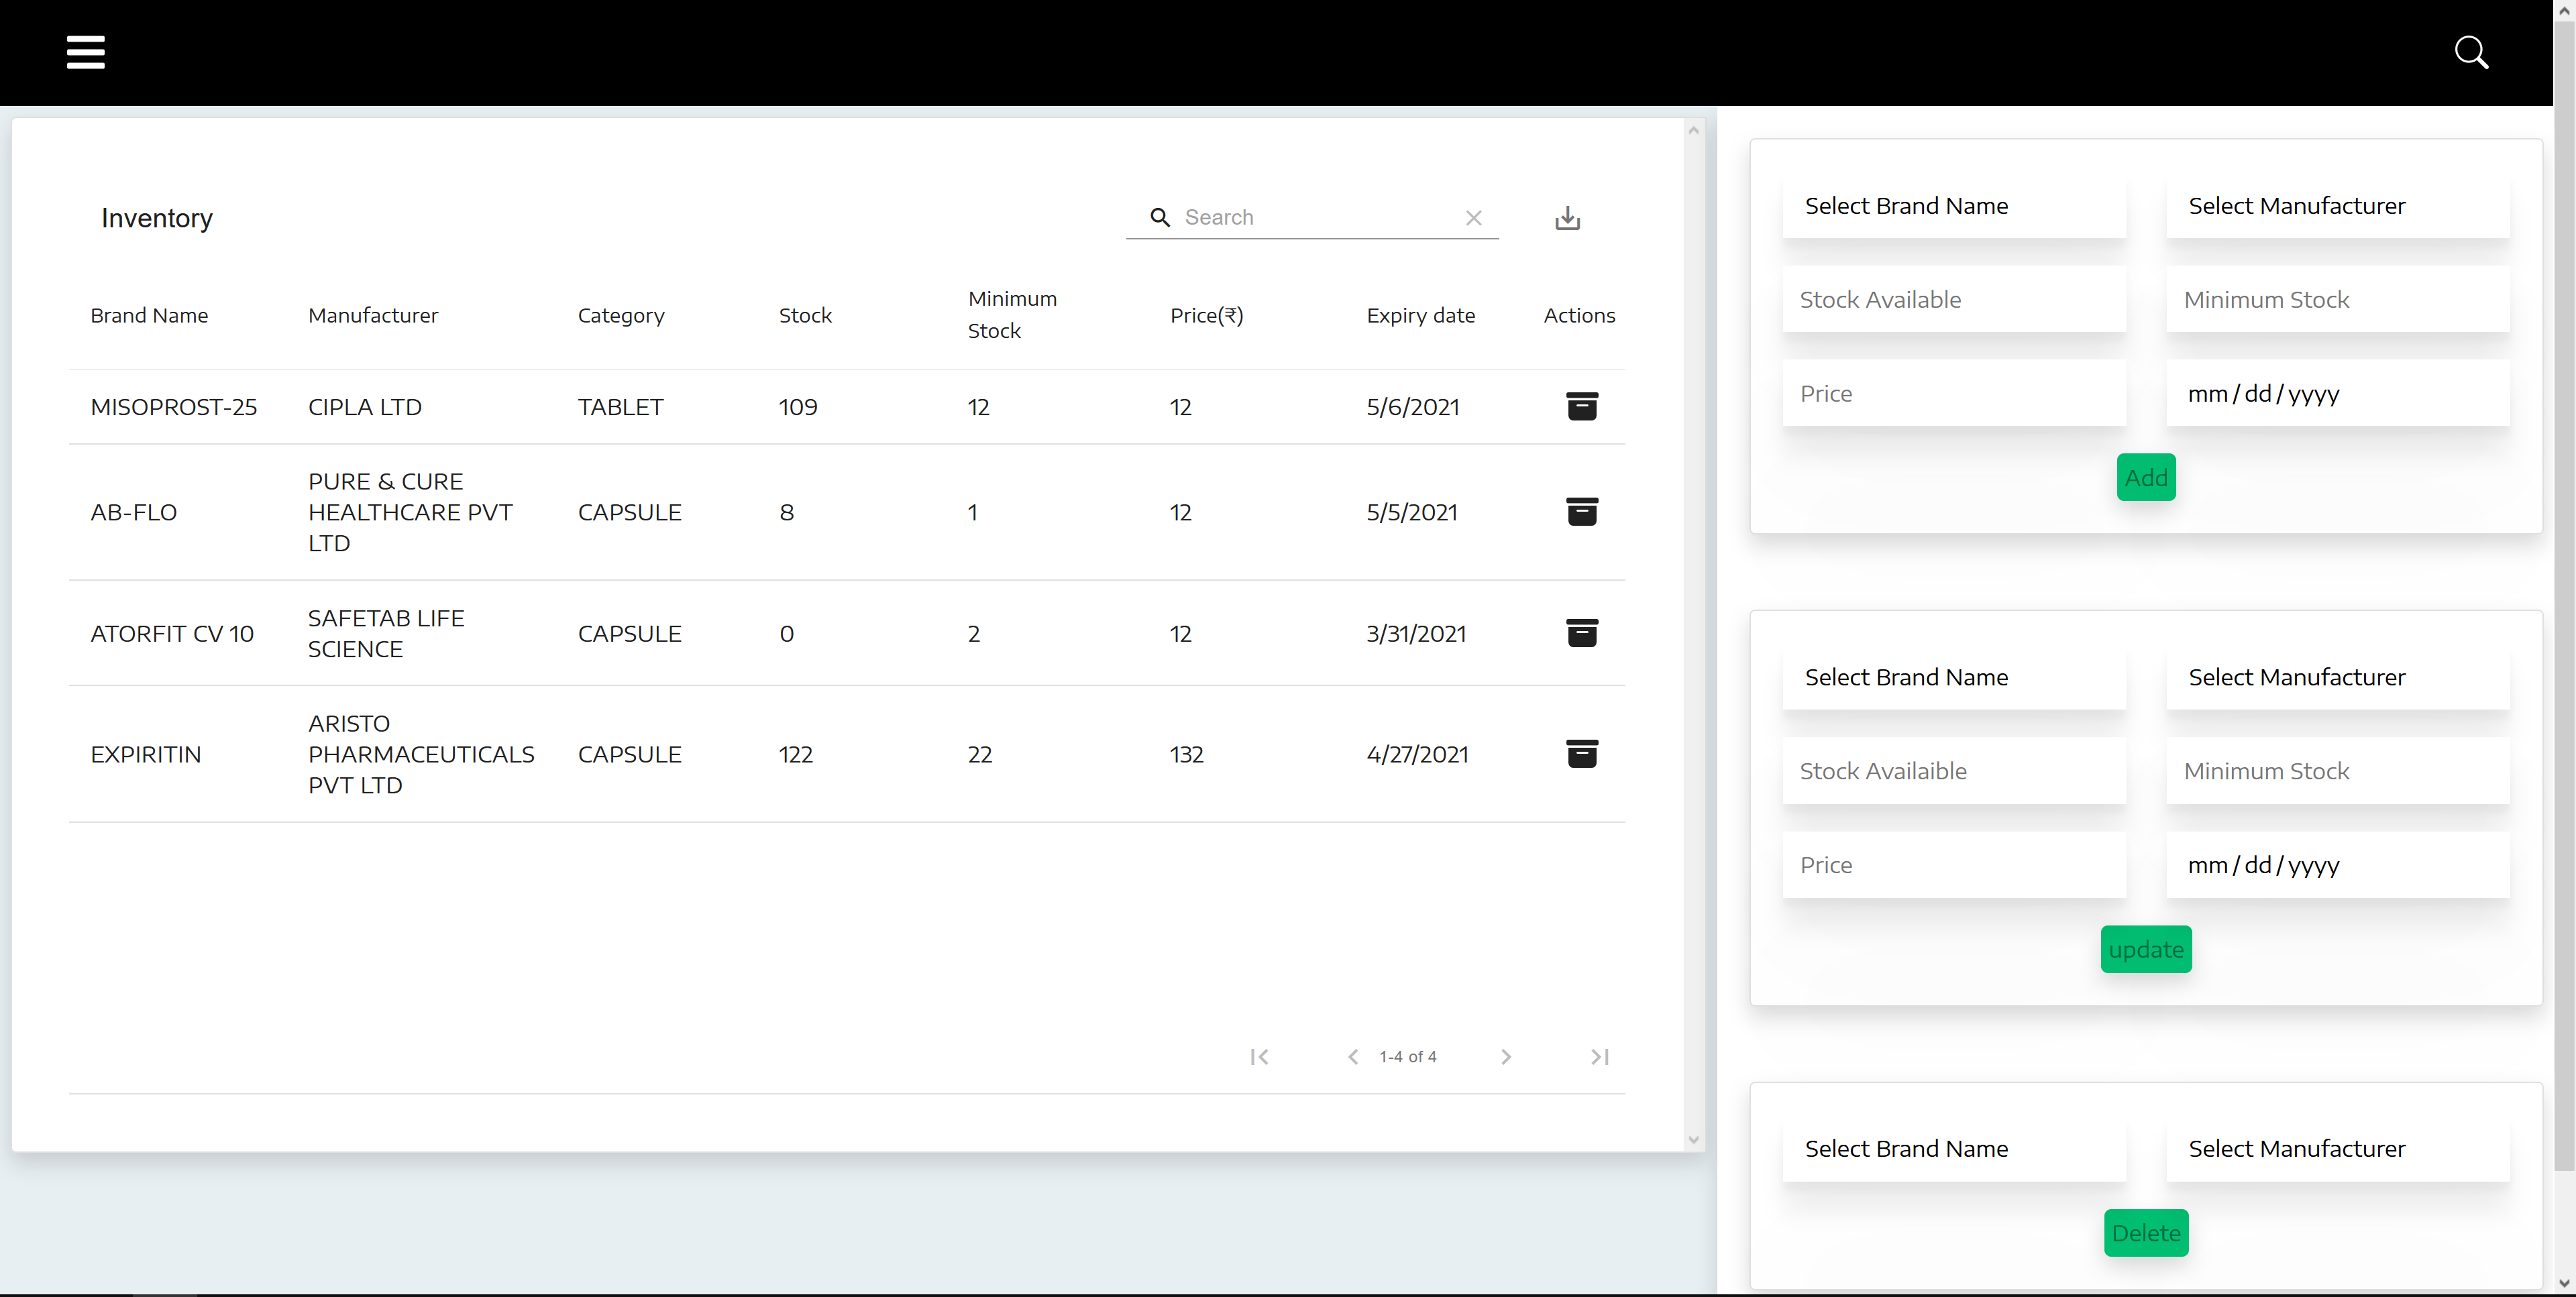 Inventory
Search
Brand Name Manufacturer Category Stock Minimum Stock Price(₹) Expiry date Actions
MISOPROST-25 CIPLA LTD TABLET 109 12 12 5/6/2021
AB-FLO PURE & CURE HEALTHCARE PVT LTD CAPSULE 8 1 12 5/5/2021
ATORFIT CV 10 SAFETAB LIFE SCIENCE CAPSULE 0 2 12 3/31/2021
EXPIRITIN ARISTO PHARMACEUTICALS PVT LTD CAPSULE 122 22 132 4/27/2021
1-4 of 4
Select Brand Name Select Manufacturer
Stock Available Minimum Stock
Price mm/dd/yyyy
Add
Select Brand Name Select Manufacturer
Stock Availaible Minimum Stock
Price mm/dd/yyyy
update
Select Brand Name Select Manufacturer
Delete